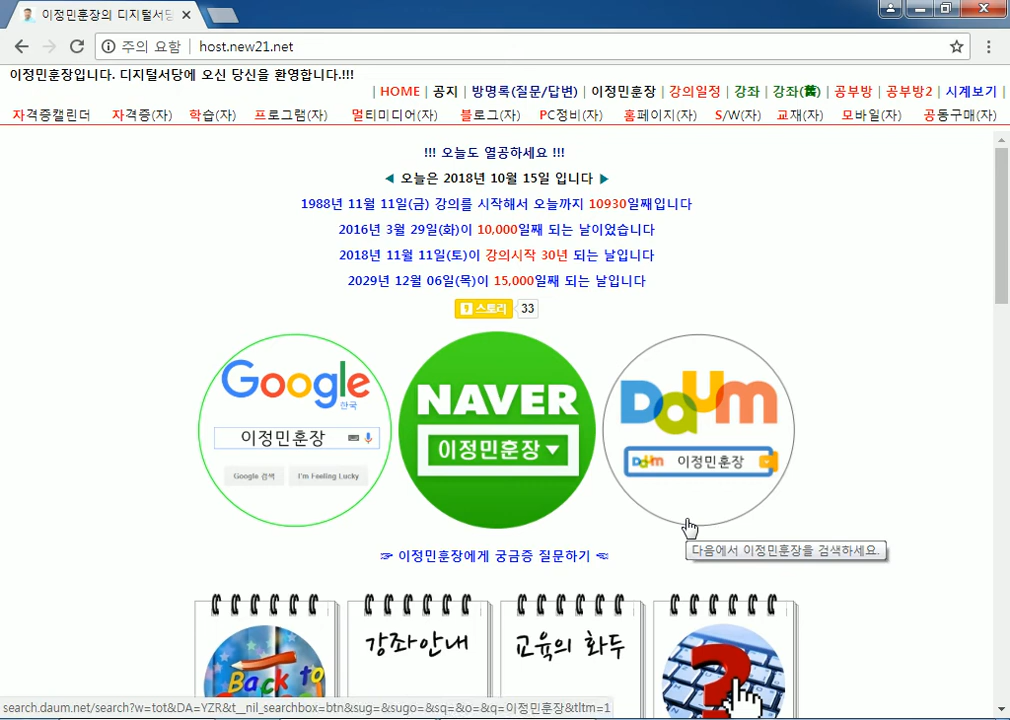 이정민훈장의 디지털서당
주의 요함 | host.new21.net
이정민훈장입니다. 디지털서당에 오신 당신을 환영합니다.!!!
| HOME | 공지 | 방명록(질문/답변) | 이정민훈장 | 강의일정 | 강좌 | 강좌(舊) | 공부방 | 공부방2 | 시계보기 |
자격증캘린더 자격증(자) 학습(자) 프로그램(자) 멀티미디어(자) 블로그(자) PC정비(자) 홈페이지(자) S/W(자) 교재(자) 모바일(자) 공동구매(자)
!!! 오늘도 열공하세요 !!!
◀ 오늘은 2018년 10월 15일 입니다 ▶
1988년 11월 11일(금) 강의를 시작해서 오늘까지 10930일째입니다
2016년 3월 29일(화)이 10,000일째 되는 날이었습니다
2018년 11월 11일(토)이 강의시작 30년 되는 날입니다
2029년 12월 06일(목)이 15,000일째 되는 날입니다
스토리 33
Google
한국
이정민훈장
Google 검색 I'm Feeling Lucky
NAVER
이정민훈장
Daum
Daum 이정민훈장
다음에서 이정민훈장을 검색하세요.
☞ 이정민훈장에게 궁금증 질문하기 ☜
Back to
강좌안내
교육의 화두
?
search.daum.net/search?w=tot&DA=YZR&t__nil_searchbox=btn&sug=&sugo=&sq=&o=&q=이정민훈장&tltm=1